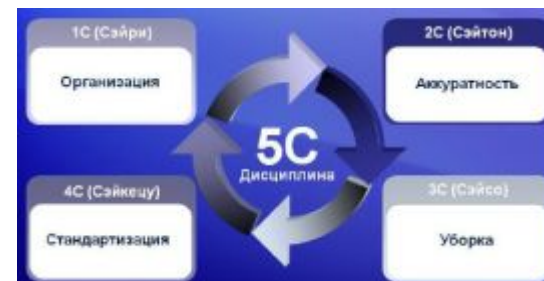 1С (Сэйри)
Организация
2С (Сэйтон)
Аккуратность
5С
Дисциплина
4С (Сэйкецу)
Стандартизация
3С (Сэйсо)
Уборка